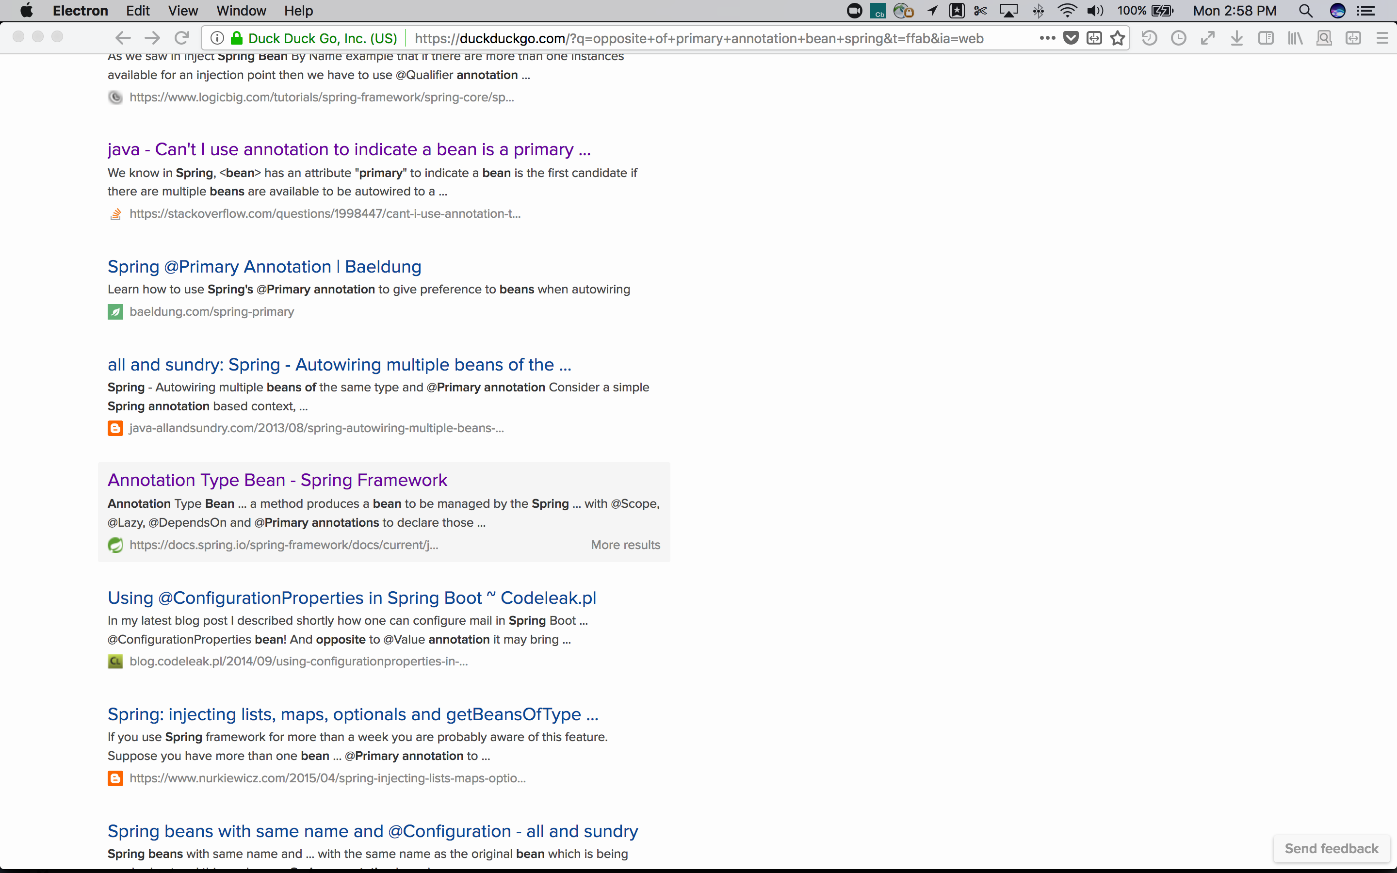 Electron Edit View Window Help 100% Mon 2:58 PM
Duck Duck Go, Inc. (US) https://duckduckgo.com/?q=opposite+of+primary+annotation+bean+spring&t=ffab&ia=web
As we saw in Inject Spring Bean By Name example that if there are more than one instances
available for an injection point then we have to use @Qualifier annotation ...
https://www.logicbig.com/tutorials/spring-framework/spring-core/sp...
java - Can't I use annotation to indicate a bean is a primary ...
We know in Spring, <bean> has an attribute "primary" to indicate a bean is the first candidate if
there are multiple beans are available to be autowired to a ...
https://stackoverflow.com/questions/1998447/cant-i-use-annotation-t...
Spring @Primary Annotation | Baeldung
Learn how to use Spring's @Primary annotation to give preference to beans when autowiring
baeldung.com/spring-primary
all and sundry: Spring - Autowiring multiple beans of the ...
Spring - Autowiring multiple beans of the same type and @Primary annotation Consider a simple
Spring annotation based context, ...
java-allandsundry.com/2013/08/spring-autowiring-multiple-beans-...
Annotation Type Bean - Spring Framework
Annotation Type Bean ... a method produces a bean to be managed by the Spring ... with @Scope,
@Lazy, @DependsOn and @Primary annotations to declare those ...
https://docs.spring.io/spring-framework/docs/current/j... More results
Using @ConfigurationProperties in Spring Boot ~ Codeleak.pl
In my latest blog post I described shortly how one can configure mail in Spring Boot ...
@ConfigurationProperties bean! And opposite to @Value annotation it may bring ...
blog.codeleak.pl/2014/09/using-configurationproperties-in-...
Spring: injecting lists, maps, optionals and getBeansOfType ...
If you use Spring framework for more than a week you are probably aware of this feature.
Suppose you have more than one bean ... @Primary annotation to ...
https://www.nurkiewicz.com/2015/04/spring-injecting-lists-maps-optio...
Spring beans with same name and @Configuration - all and sundry
Spring beans with same name and ... with the same name as the original bean which is being
Send feedback